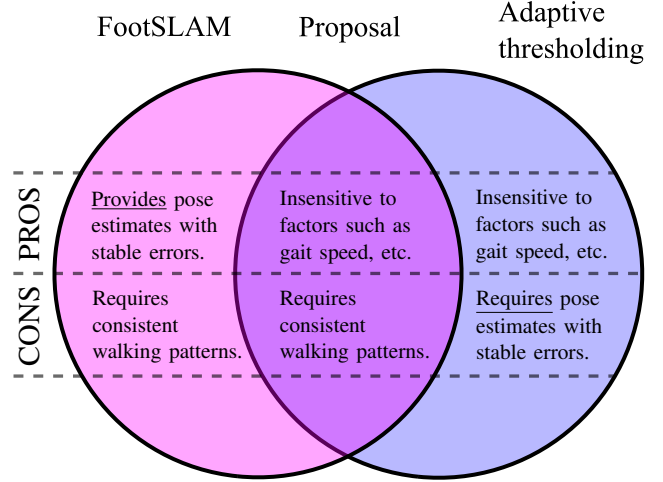 FootSLAM
Proposal
Adaptive
thresholding
PROS
Provides pose
estimates with
stable errors.
Insensitive to
factors such as
gait speed, etc.
Insensitive to
factors such as
gait speed, etc.
CONS
Requires
consistent
walking patterns.
Requires
consistent
walking patterns.
Requires pose
estimates with
stable errors.